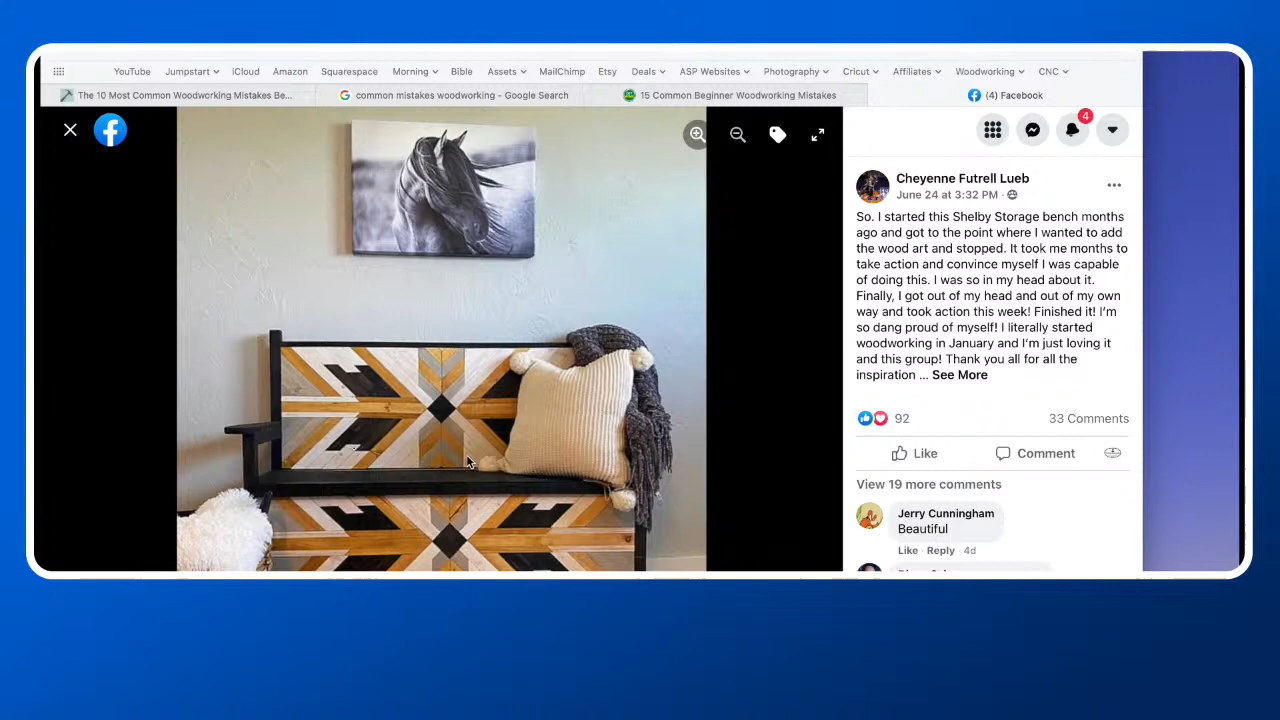 YouTube Jumpstart iCloud Amazon Squarespace Morning Bible Assets MailChimp Etsy Deals ASP Websites Photography Cricut Affiliates Woodworking CNC
The 10 Most Common Woodworking Mistakes Be... common mistakes woodworking - Google Search 15 Common Beginner Woodworking Mistakes (4) Facebook
4
Cheyenne Futrell Lueb
June 24 at 3:32 PM ·
So. I started this Shelby Storage bench months
ago and got to the point where I wanted to add
the wood art and stopped. It took me months to
take action and convince myself I was capable
of doing this. I was so in my head about it.
Finally, I got out of my head and out of my own
way and took action this week! Finished it! I'm
so dang proud of myself! I literally started
woodworking in January and I'm just loving it
and this group! Thank you all for all the
inspiration ... See More
92 33 Comments
Like Comment
View 19 more comments
Jerry Cunningham
Beautiful
Like · Reply · 4d